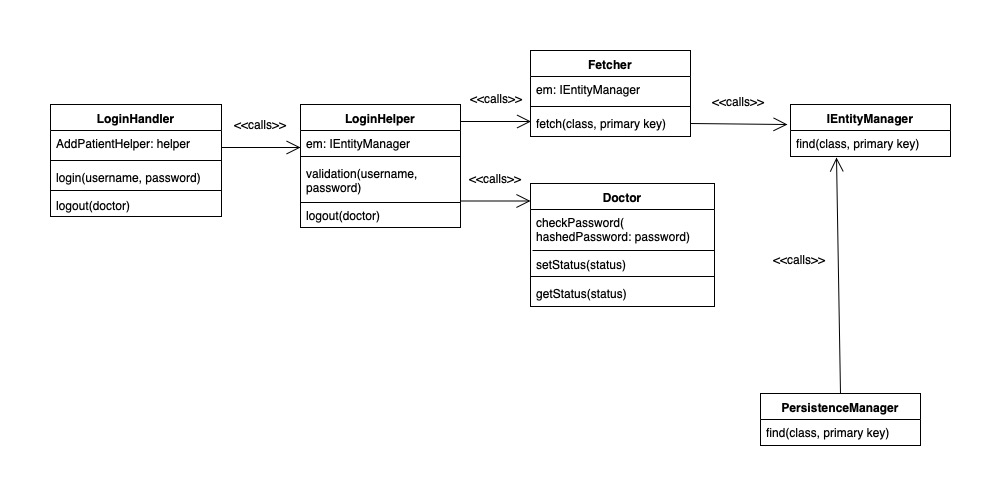 LoginHandler
AddPatientHelper: helper
login(username, password)
logout(doctor)
<<calls>>
LoginHelper
em: IEntityManager
validation(username,
password)
logout(doctor)
<<calls>>
<<calls>>
Fetcher
em: IEntityManager
fetch(class, primary key)
Doctor
checkPassword(
hashedPassword: password)
setStatus(status)
getStatus(status)
<<calls>>
IEntityManager
find(class, primary key)
<<calls>>
PersistenceManager
find(class, primary key)